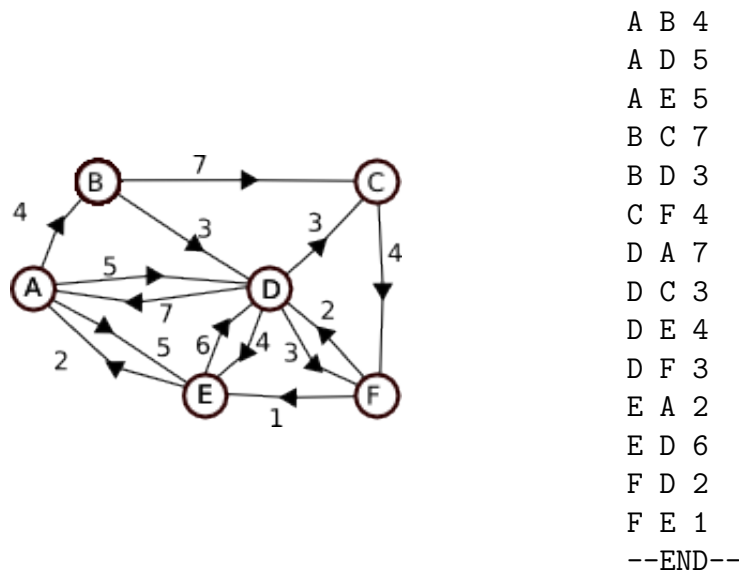 A B 4
A D 5
A E 5
B C 7
B D 3
C F 4
D A 7
D C 3
D E 4
D F 3
E A 2
E D 6
F D 2
F E 1
--END--
7
B
C
4
3
3
4
5
A
D
7
2
5
6
4
3
2
E
F
1